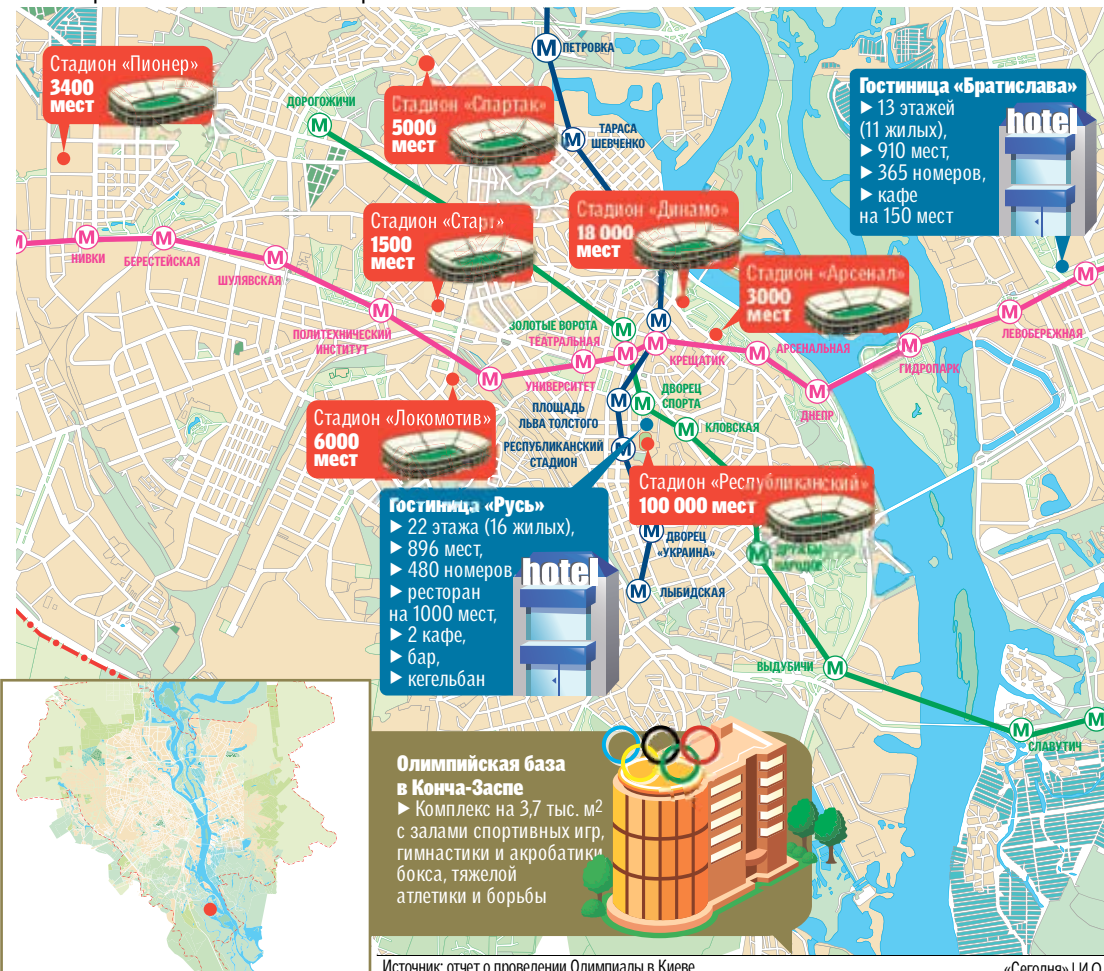 Стадион «Пионер»
3400
мест
ДОРОГОЖИЧИ
Стадион «Спартак»
5000
мест
ПЕТРОВКА
ТАРАСА
ШЕВЧЕНКО
Гостиница «Братислава»
▶ 13 этажей
(11 жилых),
▶ 910 мест,
▶ 365 номеров,
▶ кафе
на 150 мест
hotel
Стадион «Старт»
1500
мест
Стадион «Динамо»
18 000
мест
Стадион «Арсенал»
3000
мест
НИВКИ
БЕРЕСТЕЙСКАЯ
ШУЛЯВСКАЯ
ПОЛИТЕХНИЧЕСКИЙ
ИНСТИТУТ
ЗОЛОТЫЕ ВОРОТА
ТЕАТРАЛЬНАЯ
УНИВЕРСИТЕТ
КРЕЩАТИК
АРСЕНАЛЬНАЯ
ДНЕПР
ГИДРОПАРК
ЛЕВОБЕРЕЖНАЯ
Стадион «Локомотив»
6000
мест
ПЛОЩАДЬ
ЛЬВА ТОЛСТОГО
ДВОРЕЦ
СПОРТА
КЛОВСКАЯ
РЕСПУБЛИКАНСКИЙ
СТАДИОН
Стадион «Республиканский»
100 000 мест
Гостиница «Русь»
▶ 22 этажа (16 жилых),
▶ 896 мест,
▶ 480 номеров,
▶ ресторан
на 1000 мест,
▶ 2 кафе,
▶ бар,
▶ кегельбан
hotel
ДВОРЕЦ
«УКРАИНА»
ДРУЖБЫ
НАРОДОВ
ЛЫБИДСКАЯ
ВЫДУБИЧИ
СЛАВУТИЧ
Олимпийская база
в Конча-Заспе
▶ Комплекс на 3,7 тыс. м2
с залами спортивных игр,
гимнастики и акробатики,
бокса, тяжелой
атлетики и борьбы
Источник: отчет о проведении Олимпиады в Киеве
«Сегодня» | И.О